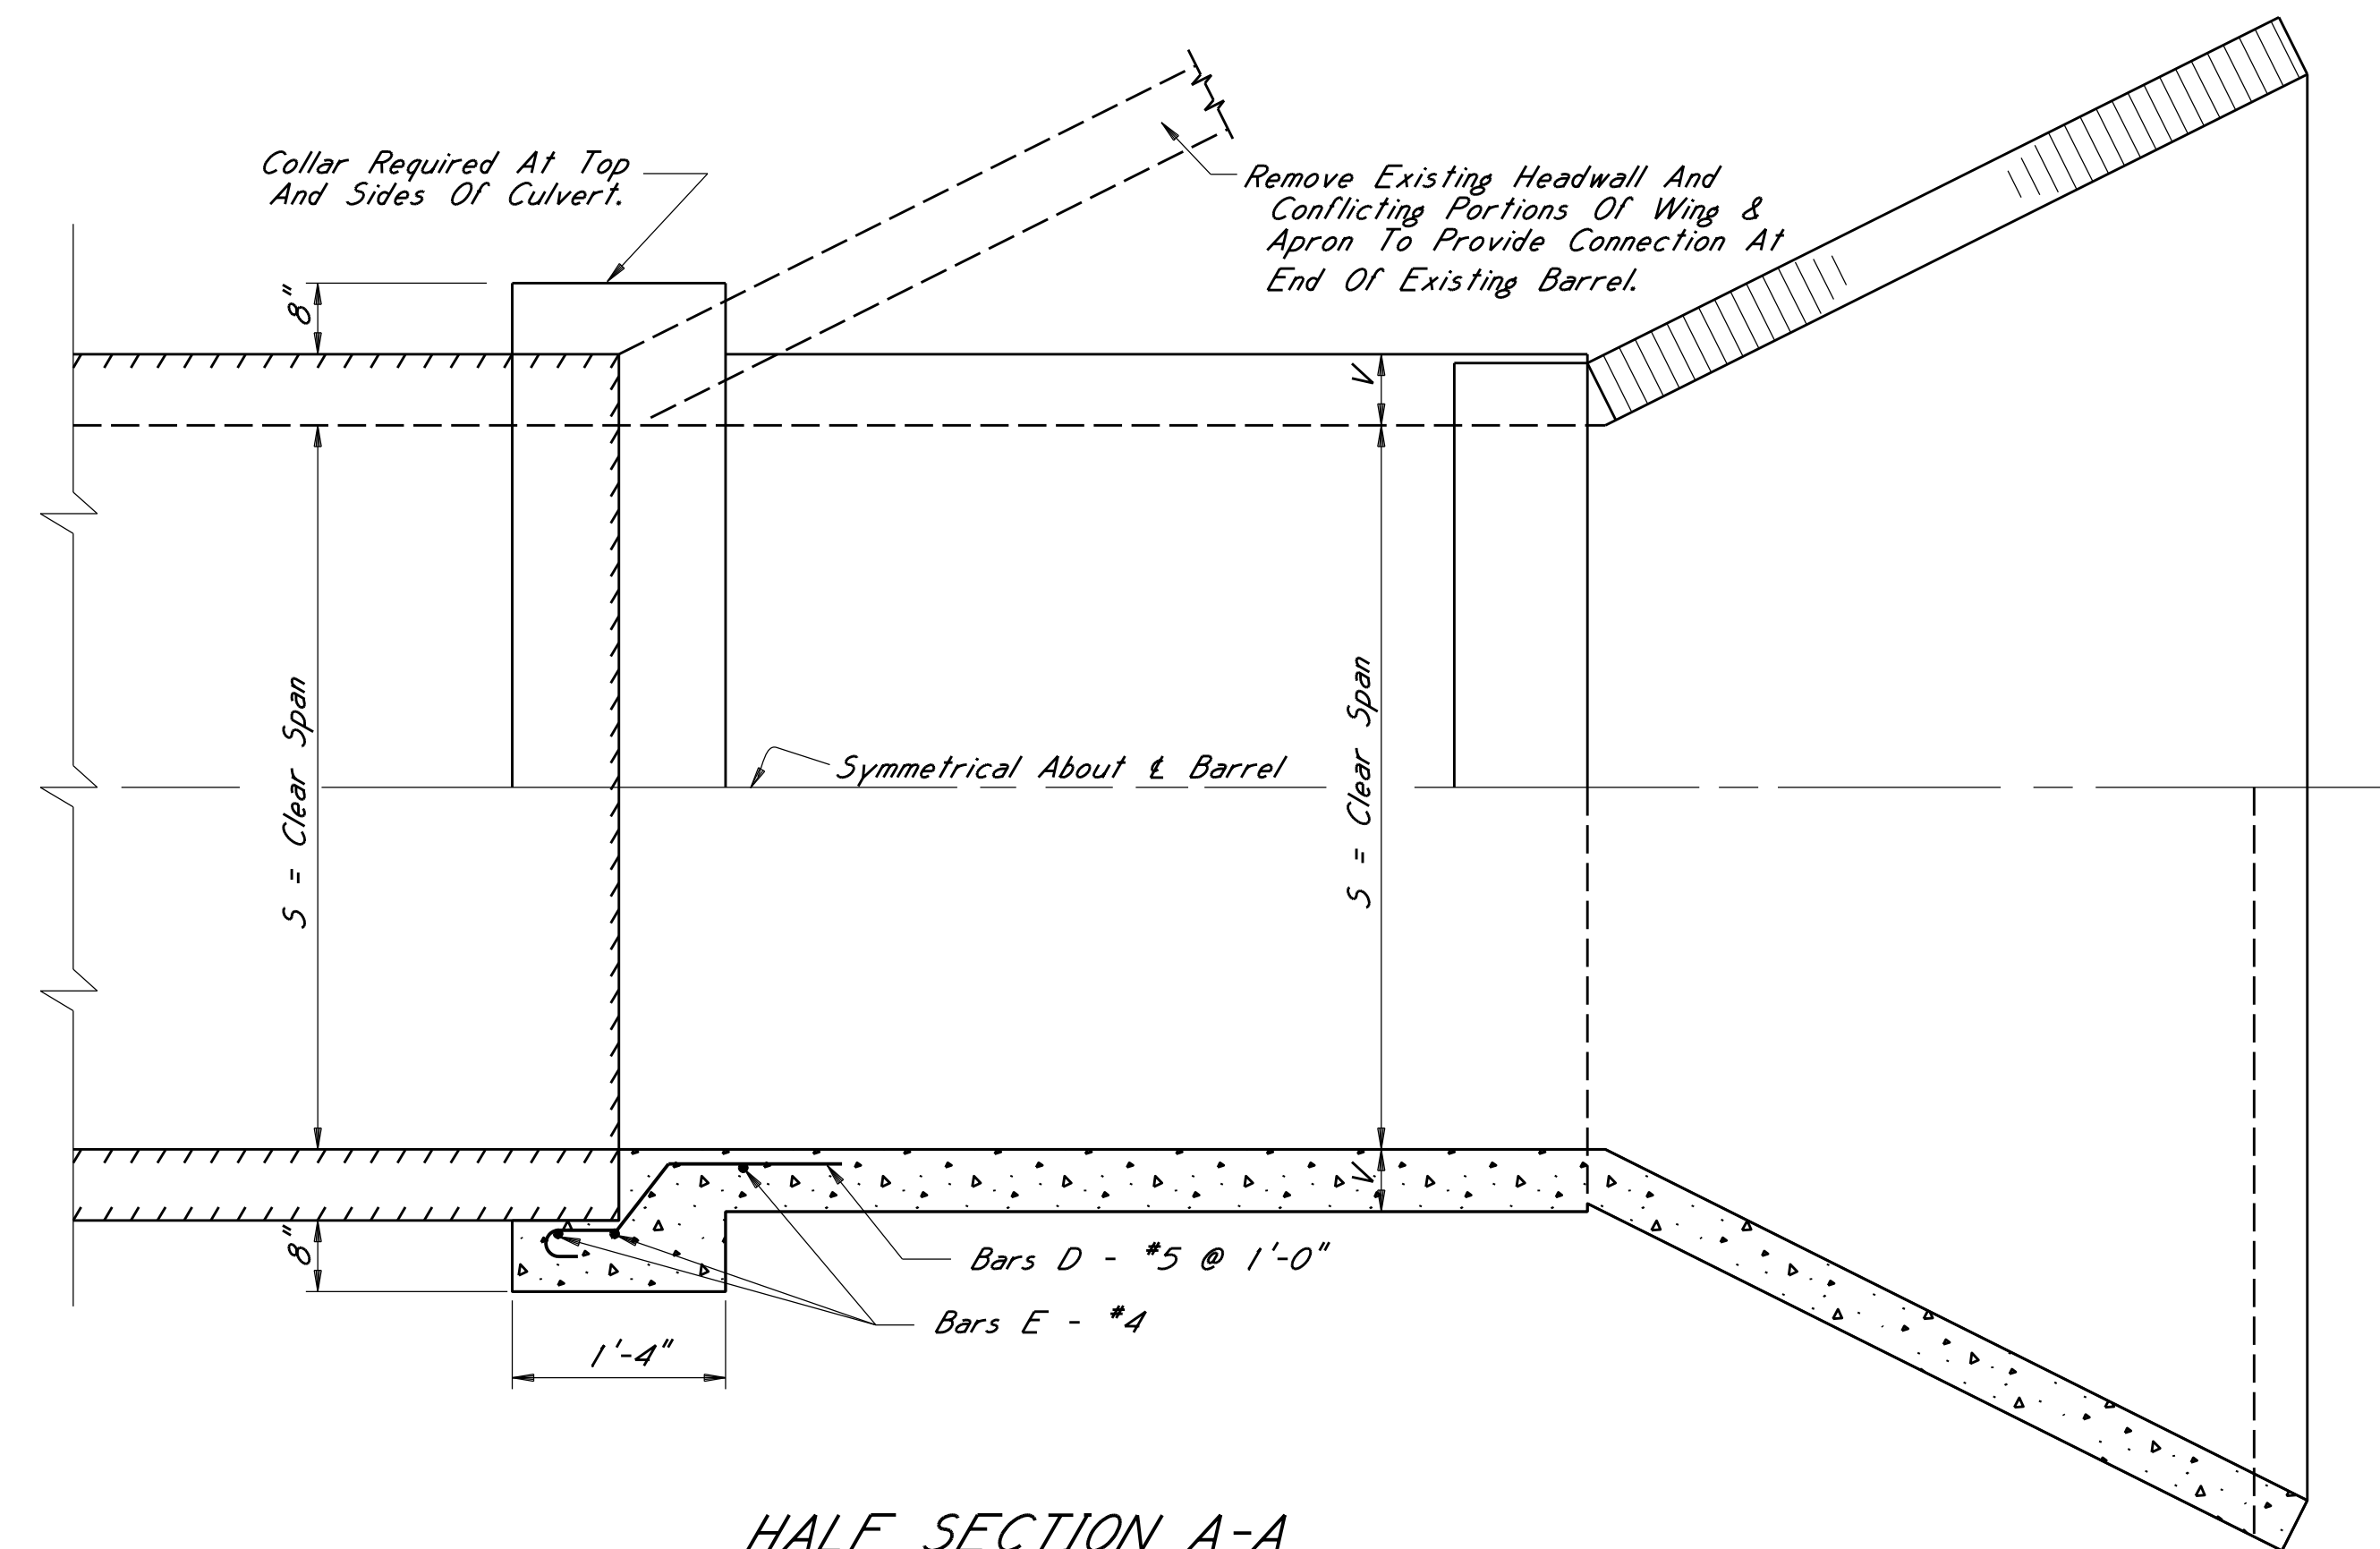 Collar Required At Top
And Sides Of Culvert.
Remove Existing Headwall And
Conflicting Portions Of Wing &
Apron To Provide Connection At
End Of Existing Barrel.
8"
V
S = Clear Span
S = Clear Span
Symmetrical About ℄ Barrel
V
8"
Bars D - #5 @ 1'-0"
Bars E - #4
1'-4"
HALF SECTION A-A